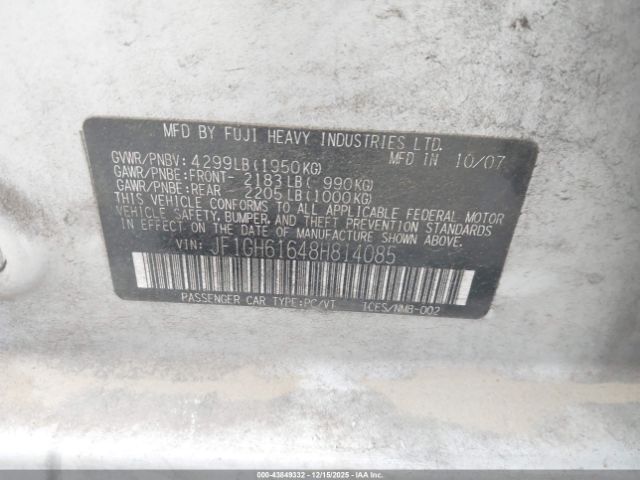 MFD BY FUJI HEAVY INDUSTRIES LTD.
GVWR/PNBV: 4299LB(1950KG) MFD IN 10/07
GAWR/PNBE:FRONT- 2183LB( 990KG)
GAWR/PNBE:REAR 2205LB(1000KG)
THIS VEHICLE CONFORMS TO ALL APPLICABLE FEDERAL MOTOR
VEHICLE SAFETY, BUMPER, AND THEFT PREVENTION STANDARDS
IN EFFECT ON THE DATE OF MANUFACTURE SHOWN ABOVE.
VIN: JF1GH61648H814085
PASSENGER CAR TYPE:PC/VT TCES/NMB-002
000-43849332 - 12/15/2025 - IAAI.COM